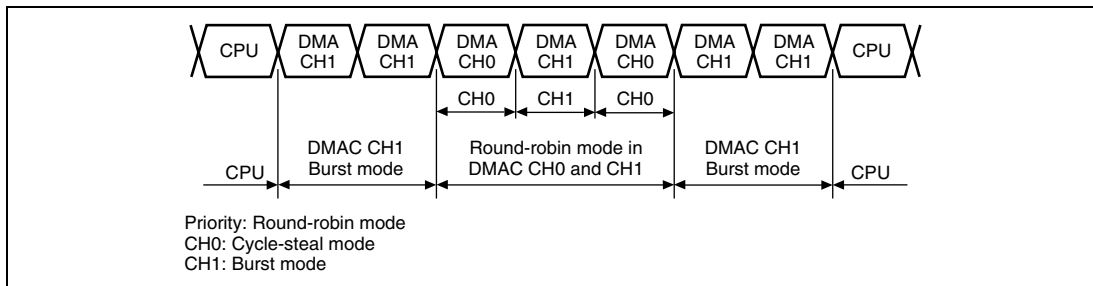 CPU DMA CH1 DMA CH1 DMA CH0 DMA CH1 DMA CH0 DMA CH1 DMA CH1 CPU
CH0 CH1 CH0
CPU DMAC CH1 Burst mode Round-robin mode in DMAC CH0 and CH1 DMAC CH1 Burst mode CPU
Priority: Round-robin mode
CH0: Cycle-steal mode
CH1: Burst mode